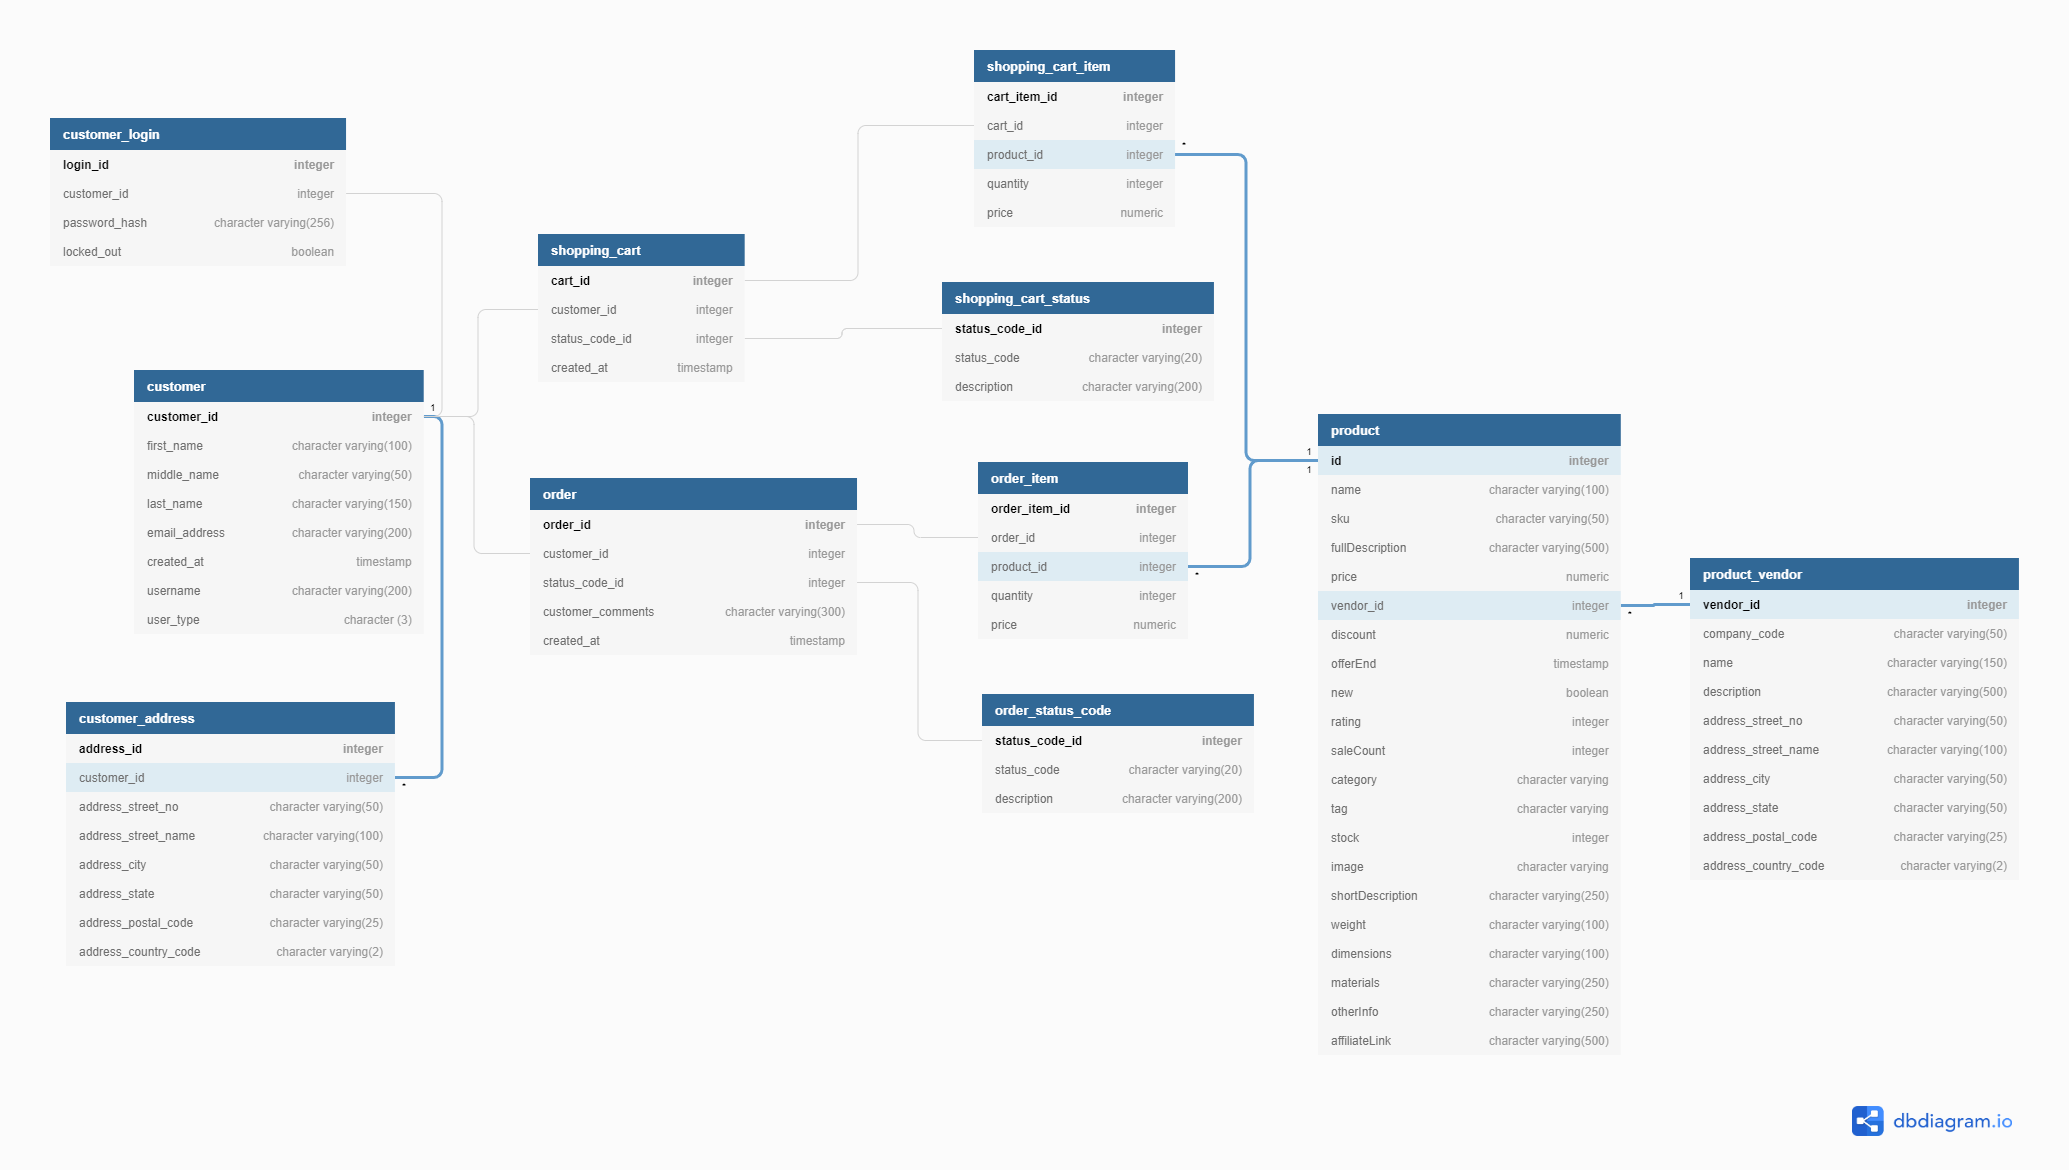 customer_login
login_id integer
customer_id integer
password_hash character varying(256)
locked_out boolean
customer
customer_id integer
first_name character varying(100)
middle_name character varying(50)
last_name character varying(150)
email_address character varying(200)
created_at timestamp
username character varying(200)
user_type character (3)
1
customer_address
address_id integer
customer_id integer
address_street_no character varying(50)
address_street_name character varying(100)
address_city character varying(50)
address_state character varying(50)
address_postal_code character varying(25)
address_country_code character varying(2)
*
shopping_cart
cart_id integer
customer_id integer
status_code_id integer
created_at timestamp
order
order_id integer
customer_id integer
status_code_id integer
customer_comments character varying(300)
created_at timestamp
shopping_cart_item
cart_item_id integer
cart_id integer
product_id integer
quantity integer
price numeric
*
shopping_cart_status
status_code_id integer
status_code character varying(20)
description character varying(200)
order_item
order_item_id integer
order_id integer
product_id integer
quantity integer
price numeric
*
order_status_code
status_code_id integer
status_code character varying(20)
description character varying(200)
1
1
product
id integer
name character varying(100)
sku character varying(50)
fullDescription character varying(500)
price numeric
vendor_id integer
discount numeric
offerEnd timestamp
new boolean
rating integer
saleCount integer
category character varying
tag character varying
stock integer
image character varying
shortDescription character varying(250)
weight character varying(100)
dimensions character varying(100)
materials character varying(250)
otherInfo character varying(250)
affiliateLink character varying(500)
*
1
product_vendor
vendor_id integer
company_code character varying(50)
name character varying(150)
description character varying(500)
address_street_no character varying(50)
address_street_name character varying(100)
address_city character varying(50)
address_state character varying(50)
address_postal_code character varying(25)
address_country_code character varying(2)
dbdiagram.io